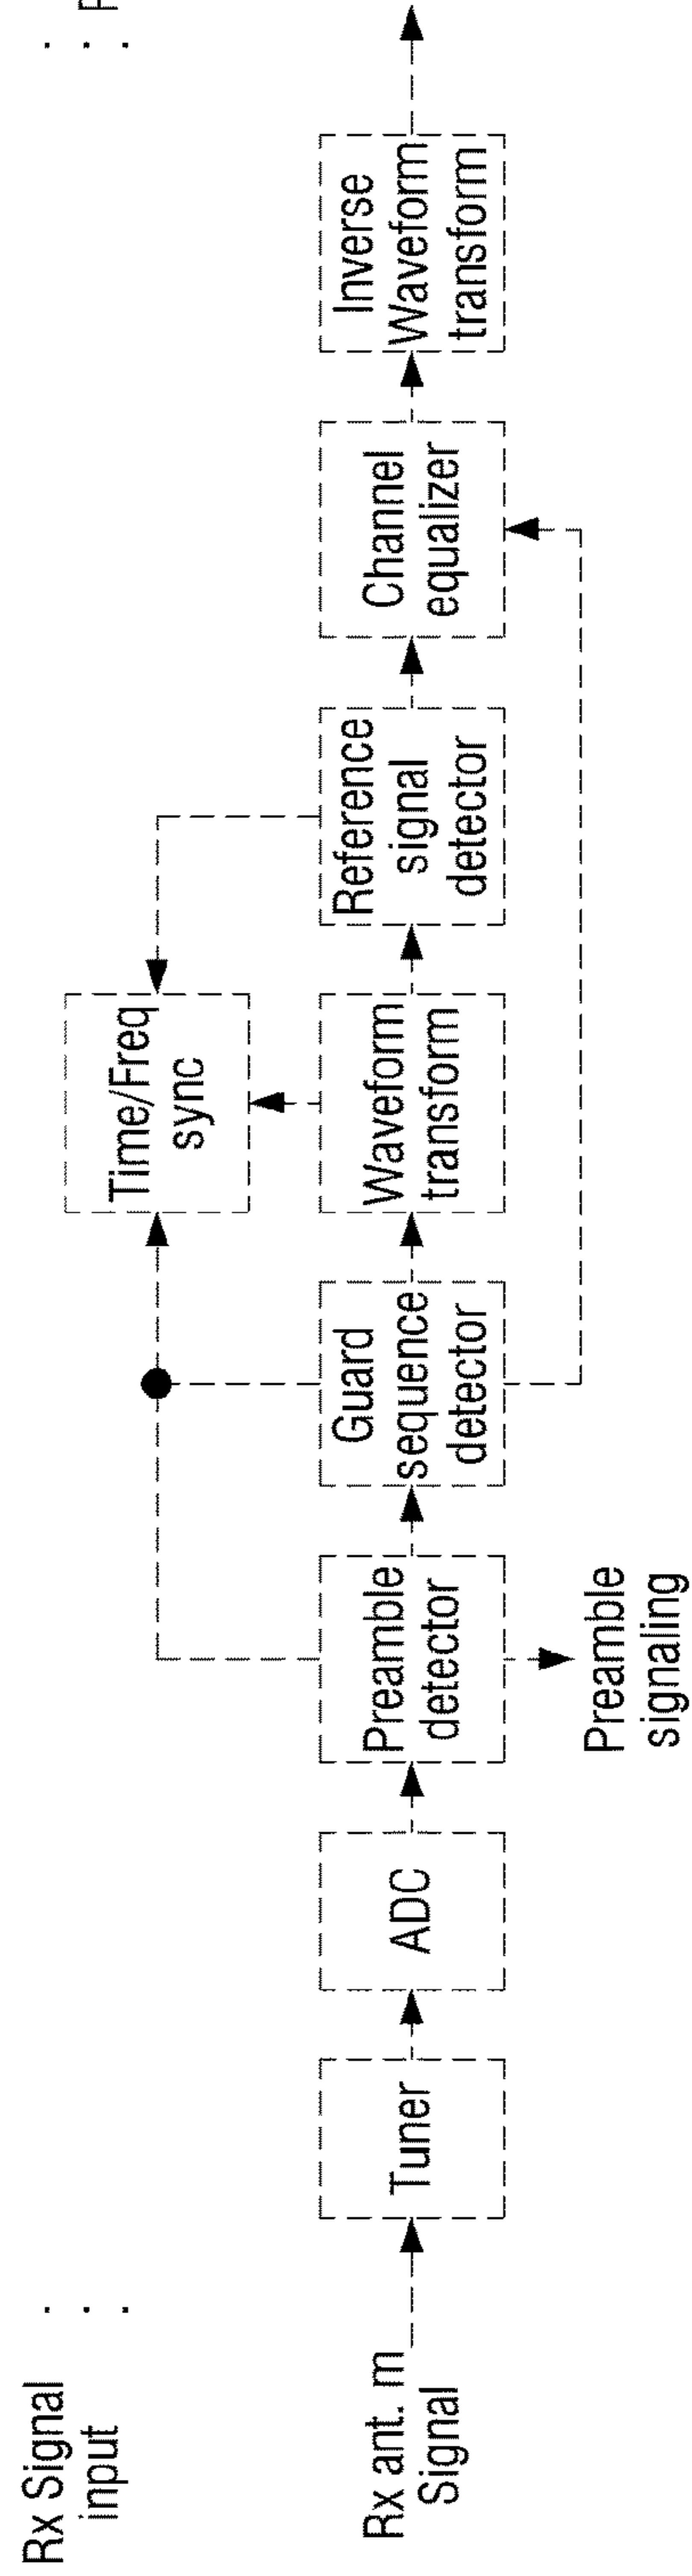 Rx Signal
input
Rx ant. m
Signal
Tuner
ADC
Preamble
detector
Preamble
signaling
Guard
sequence
detector
Time/Freq
sync
Waveform
transform
Reference
signal
detector
Channel
equalizer
Inverse
Waveform
transform